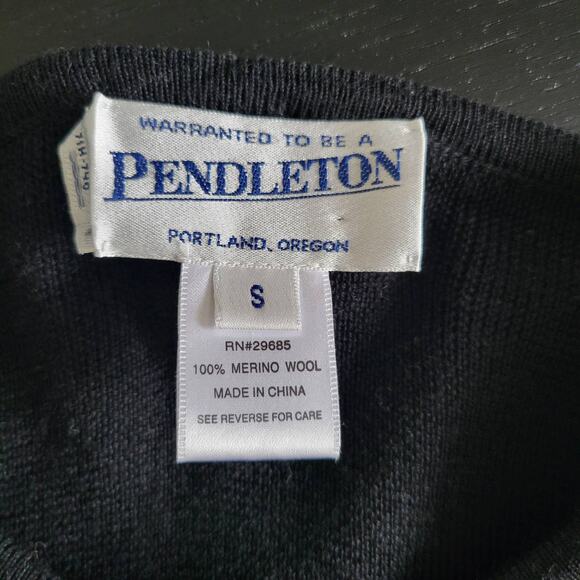 WARRANTED TO BE A
PENDLETON
PORTLAND, OREGON
S
RN#29685
100% MERINO WOOL
MADE IN CHINA
SEE REVERSE FOR CARE